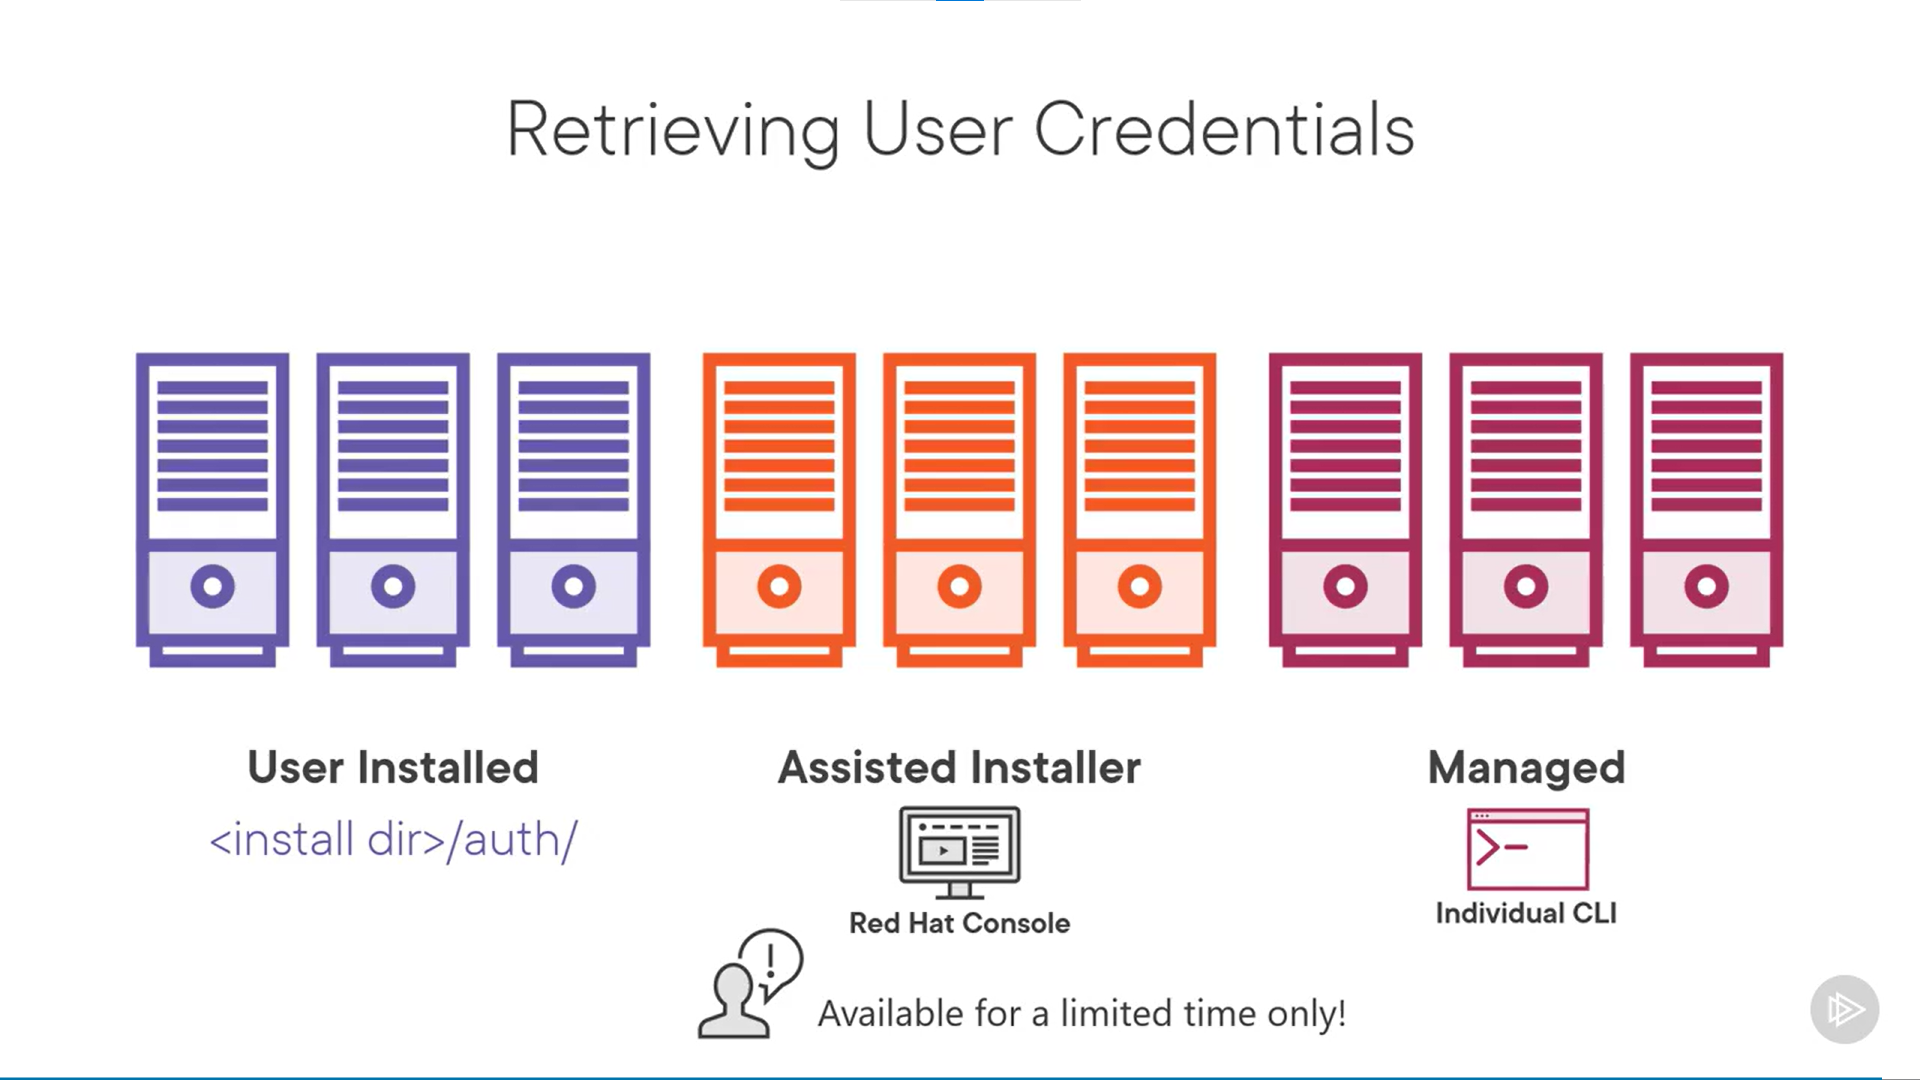 Retrieving User Credentials
User Installed
<install dir>/auth/
Assisted Installer
Red Hat Console
Available for a limited time only!
Managed
Individual CLI